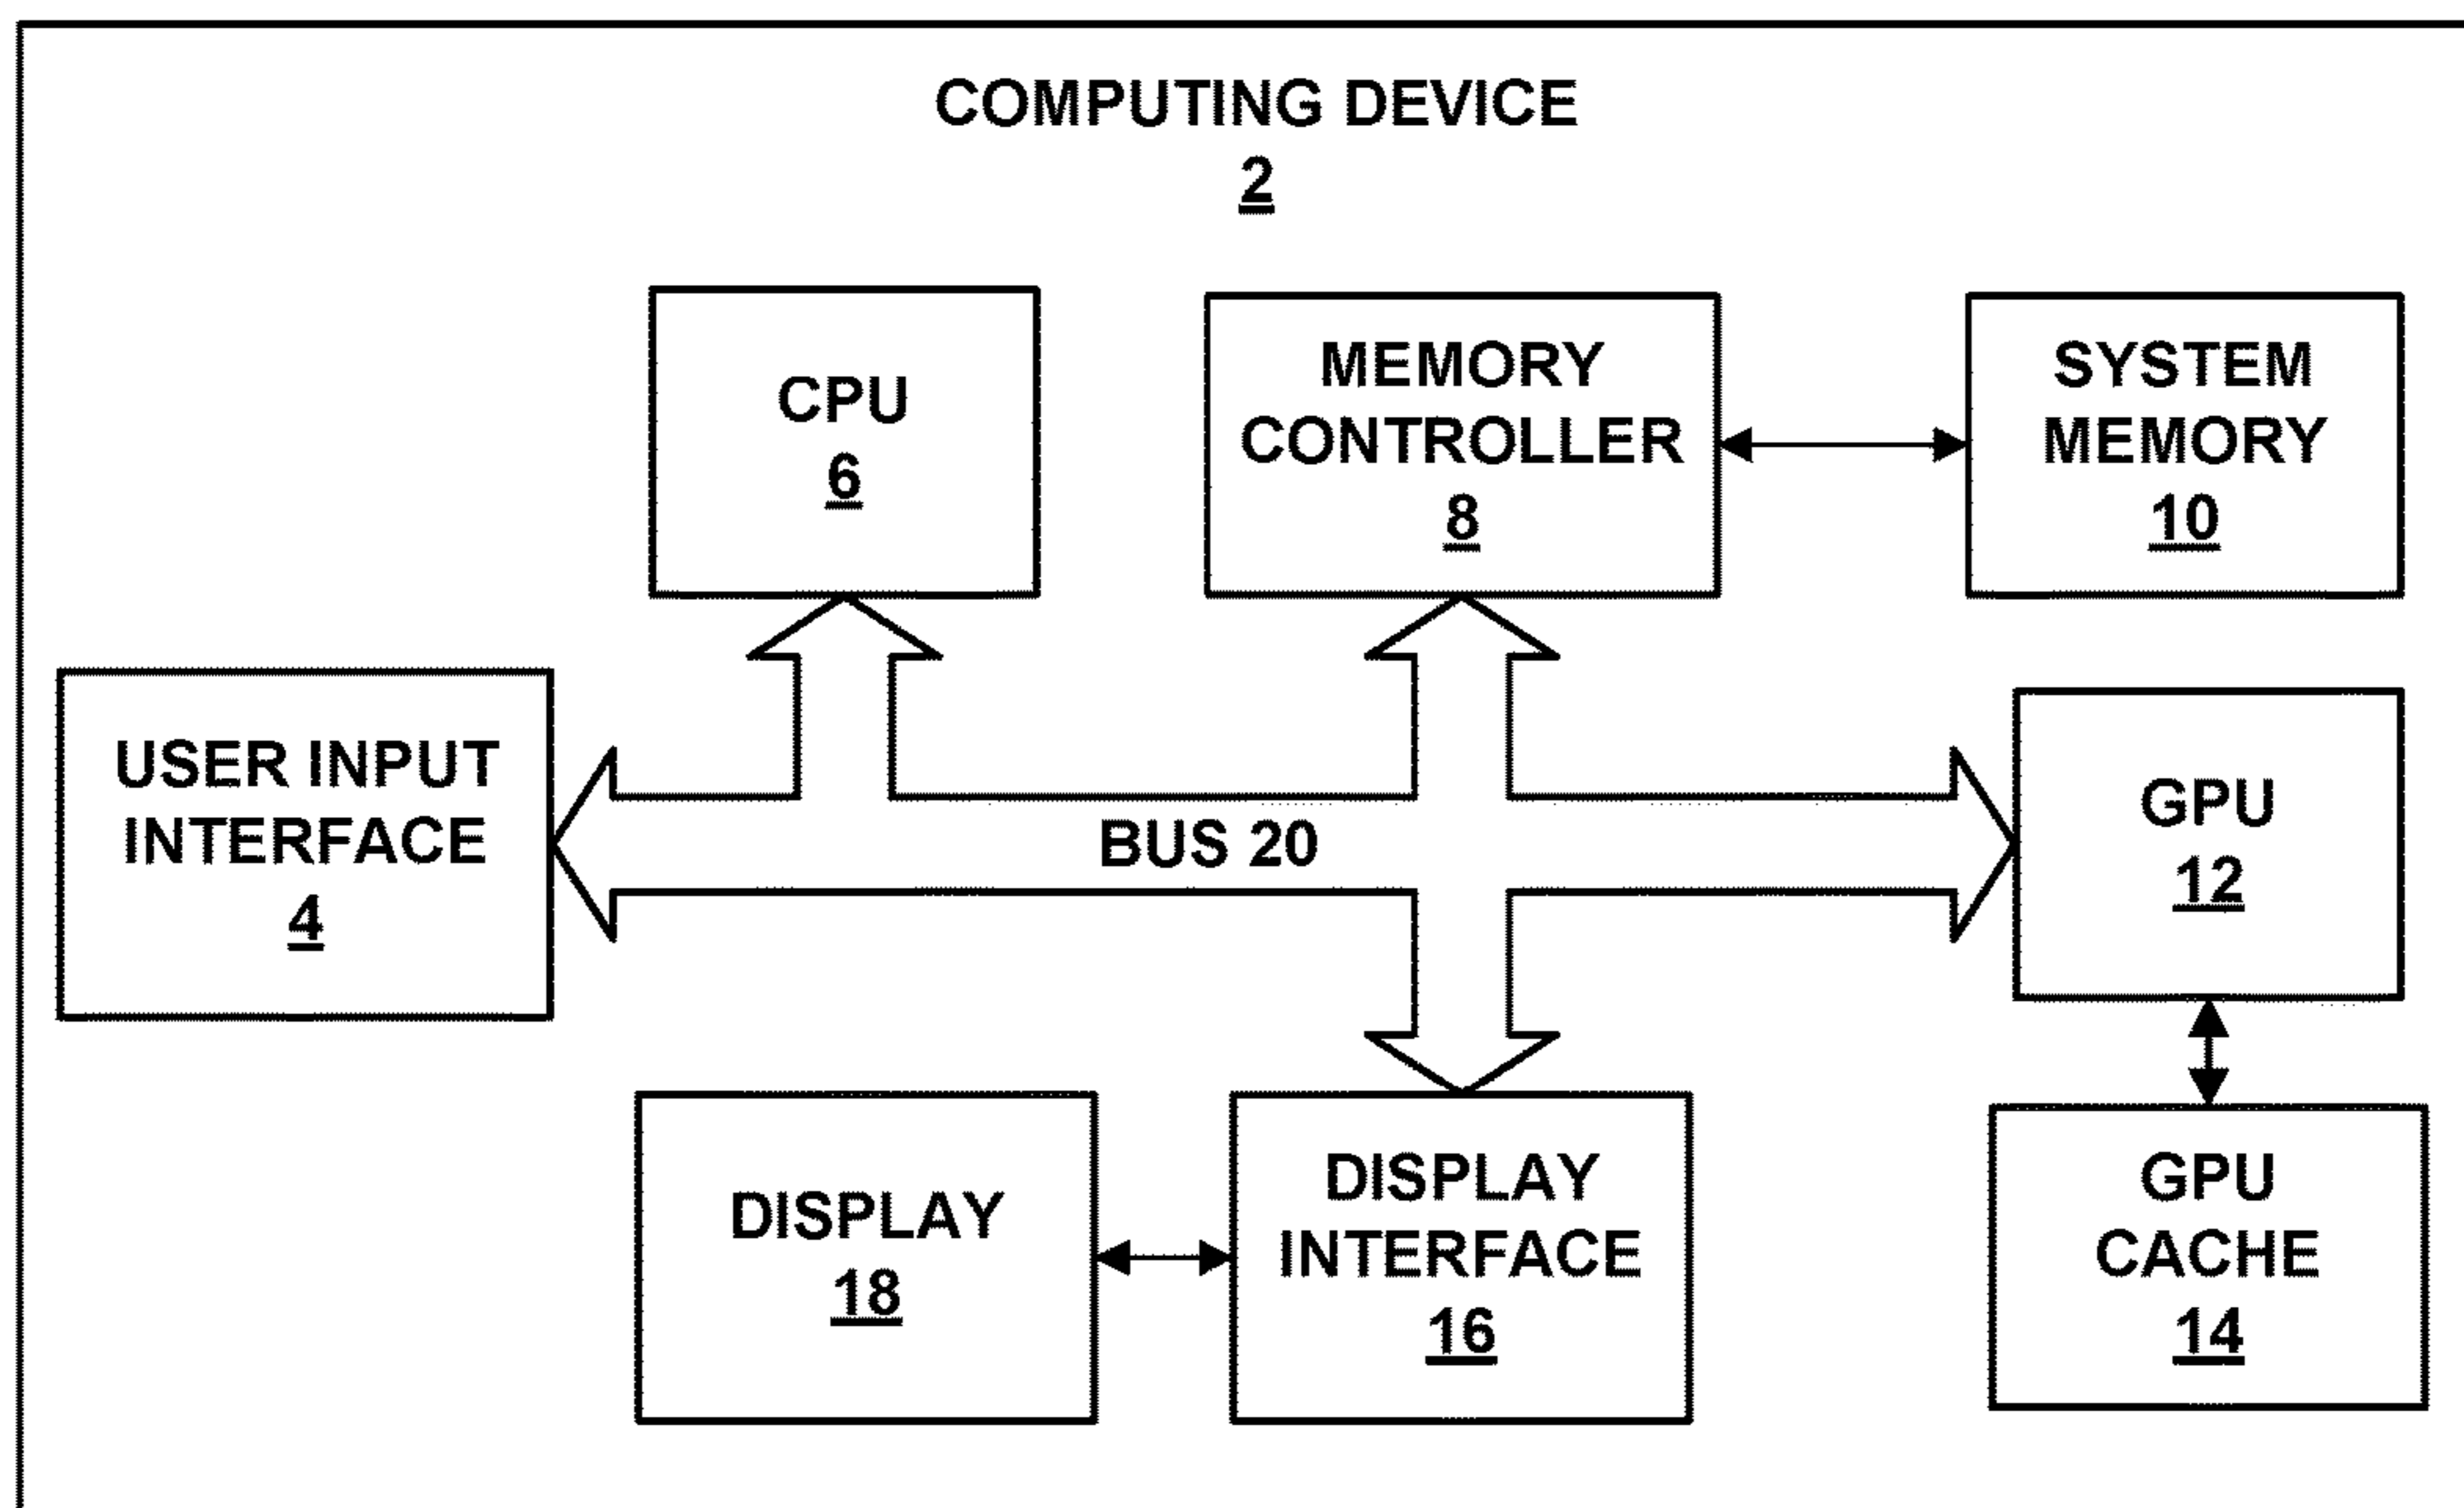 COMPUTING DEVICE
2
CPU
6
MEMORY
CONTROLLER
8
SYSTEM
MEMORY
10
USER INPUT
INTERFACE
4
BUS 20
GPU
12
DISPLAY
18
DISPLAY
INTERFACE
16
GPU
CACHE
14